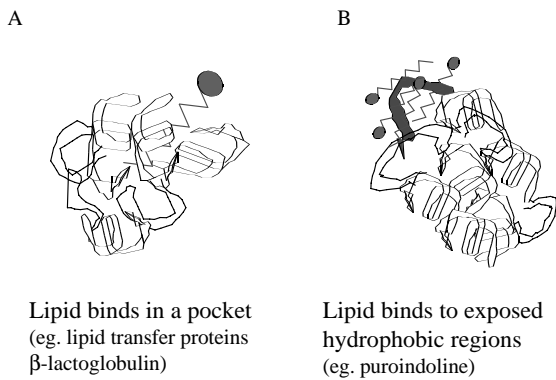 A
B
Lipid binds in a pocket
(eg. lipid transfer proteins
β-lactoglobulin)
Lipid binds to exposed
hydrophobic regions
(eg. puroindoline)